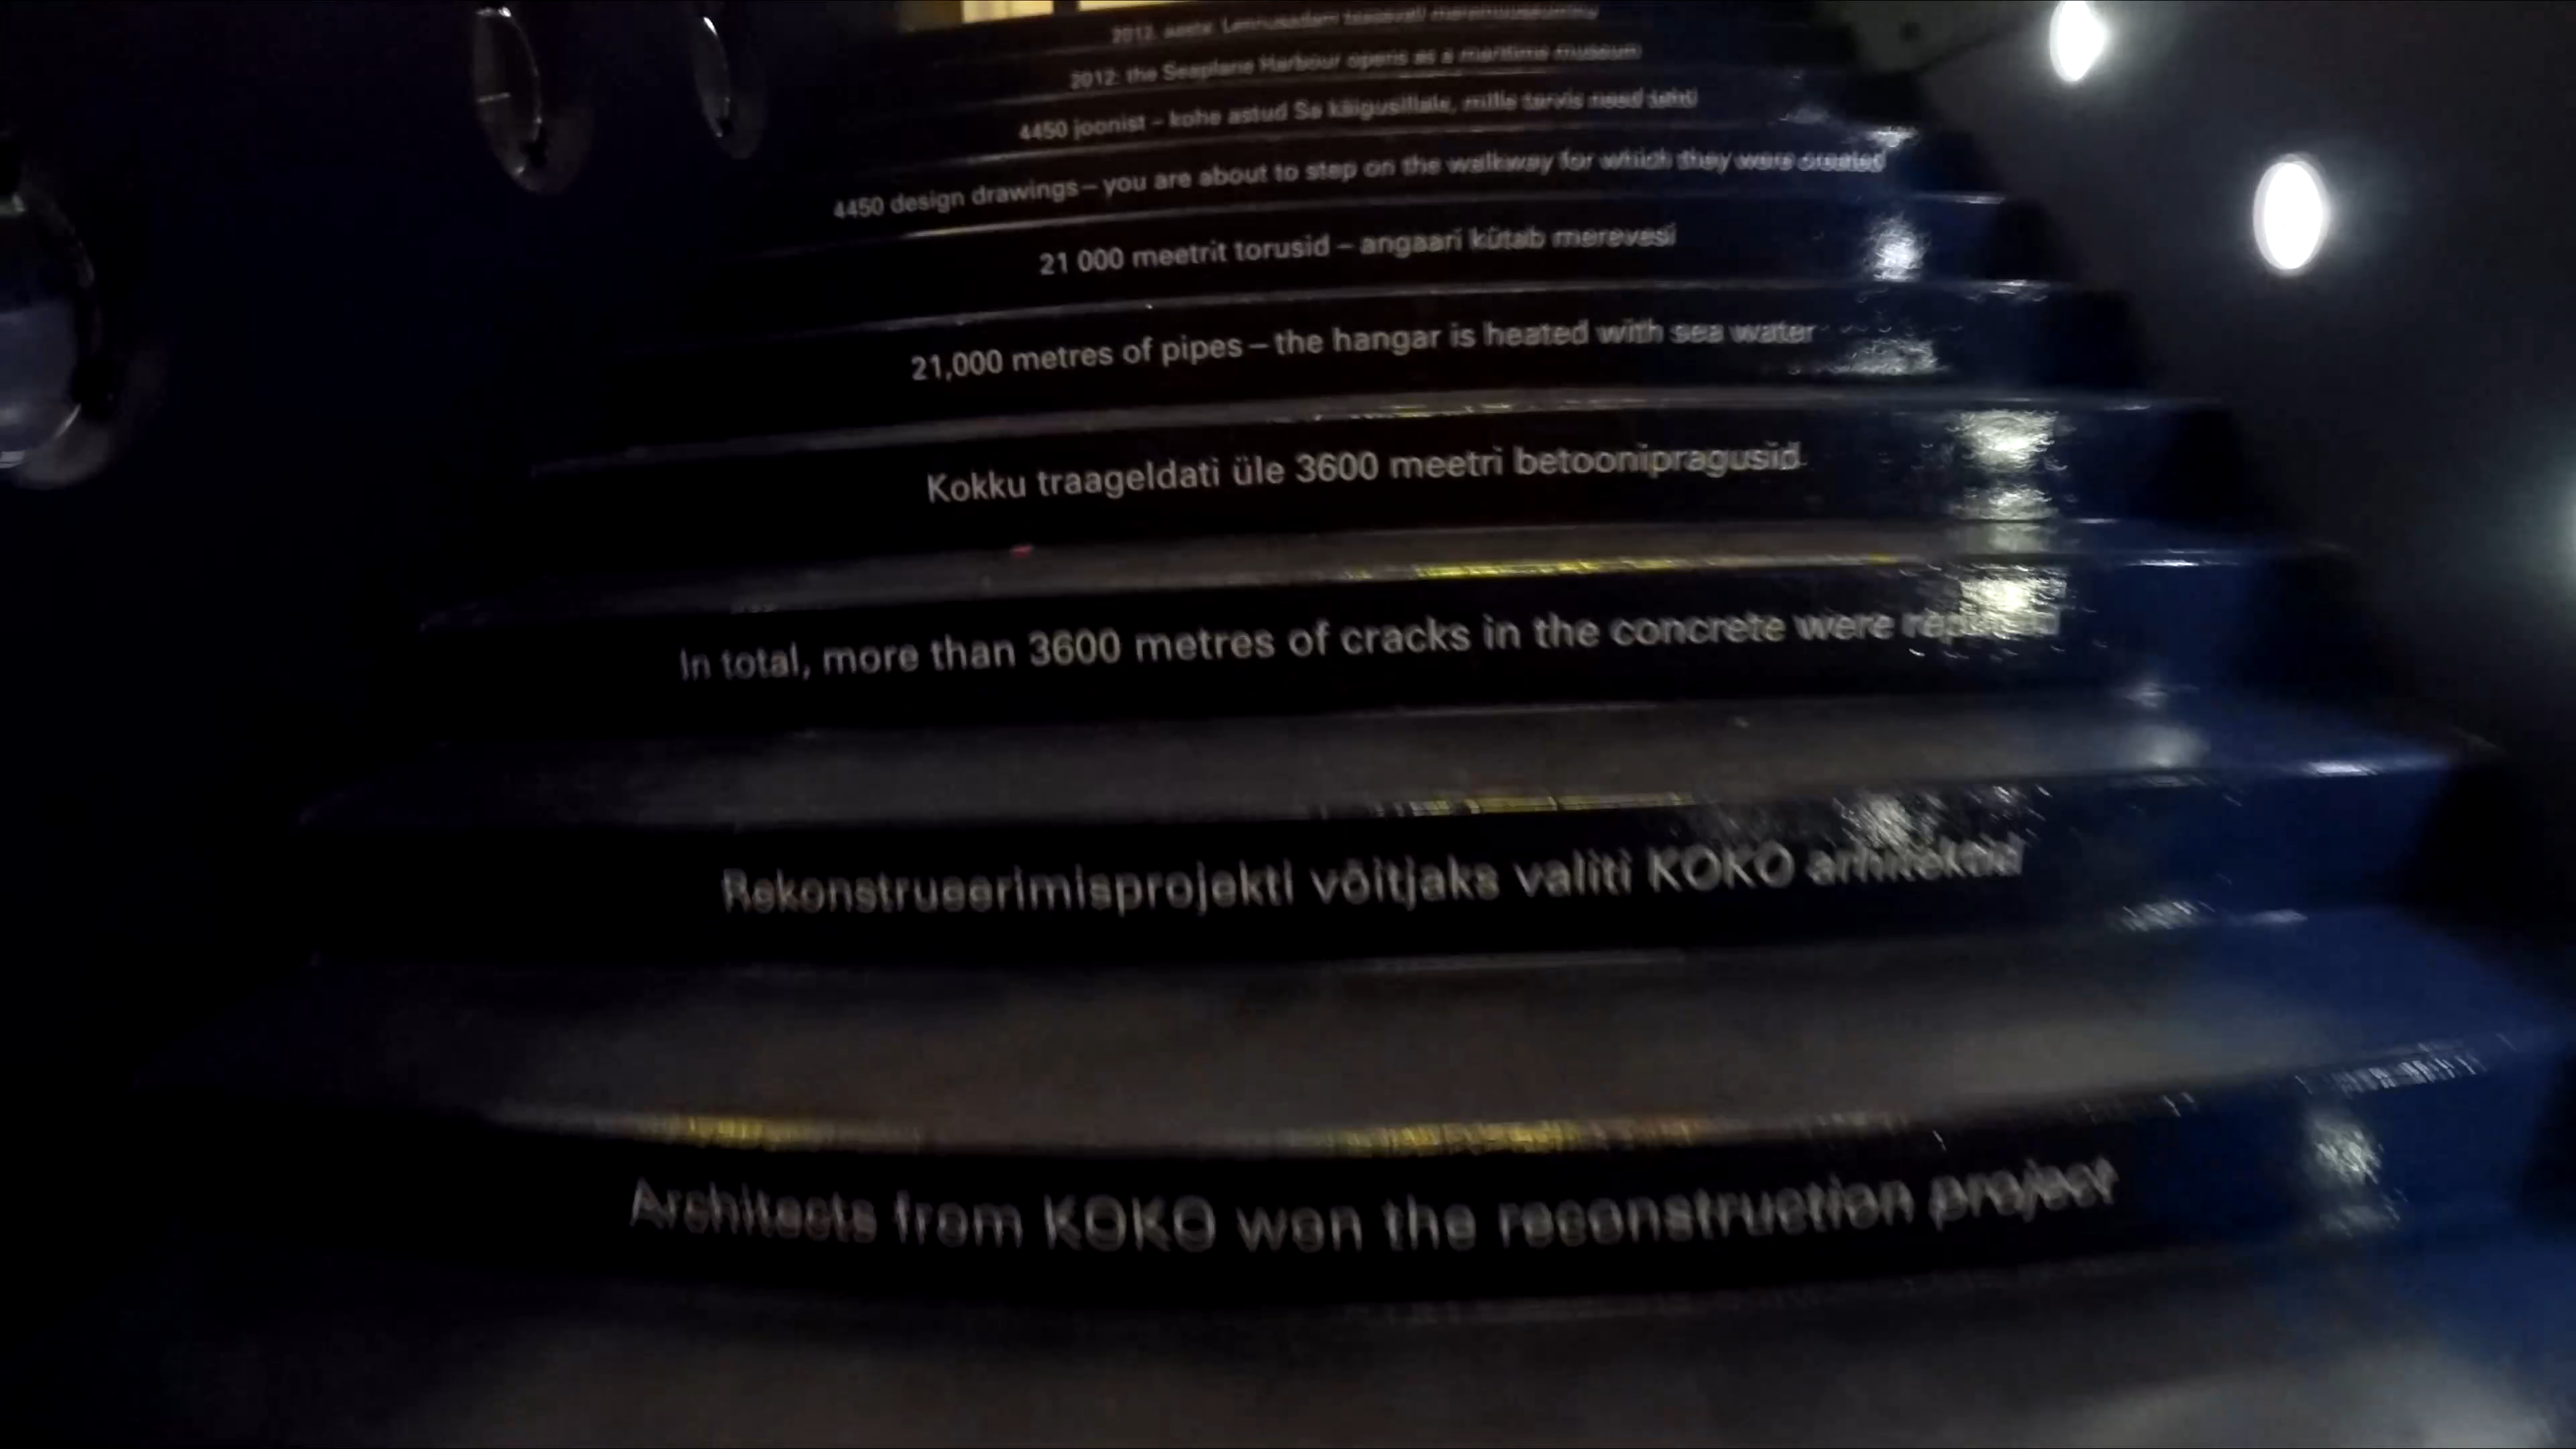 2012. aasta: Lennusadam taasavati meremuuseumina
2012: the Seaplane Harbour opens as a maritime museum
4450 joonist – kohe astud Sa käigusillale, mille tarvis need tehti
4450 design drawings – you are about to step on the walkway for which they were created
21 000 meetrit torusid – angaari kütab merevesi
21,000 metres of pipes – the hangar is heated with sea water
Kokku traageldati üle 3600 meetri betoonipragusid.
In total, more than 3600 metres of cracks in the concrete were repaired
Rekonstrueerimisprojekti võitjaks valiti KOKO arhitektid
Architects from KOKO won the reconstruction project